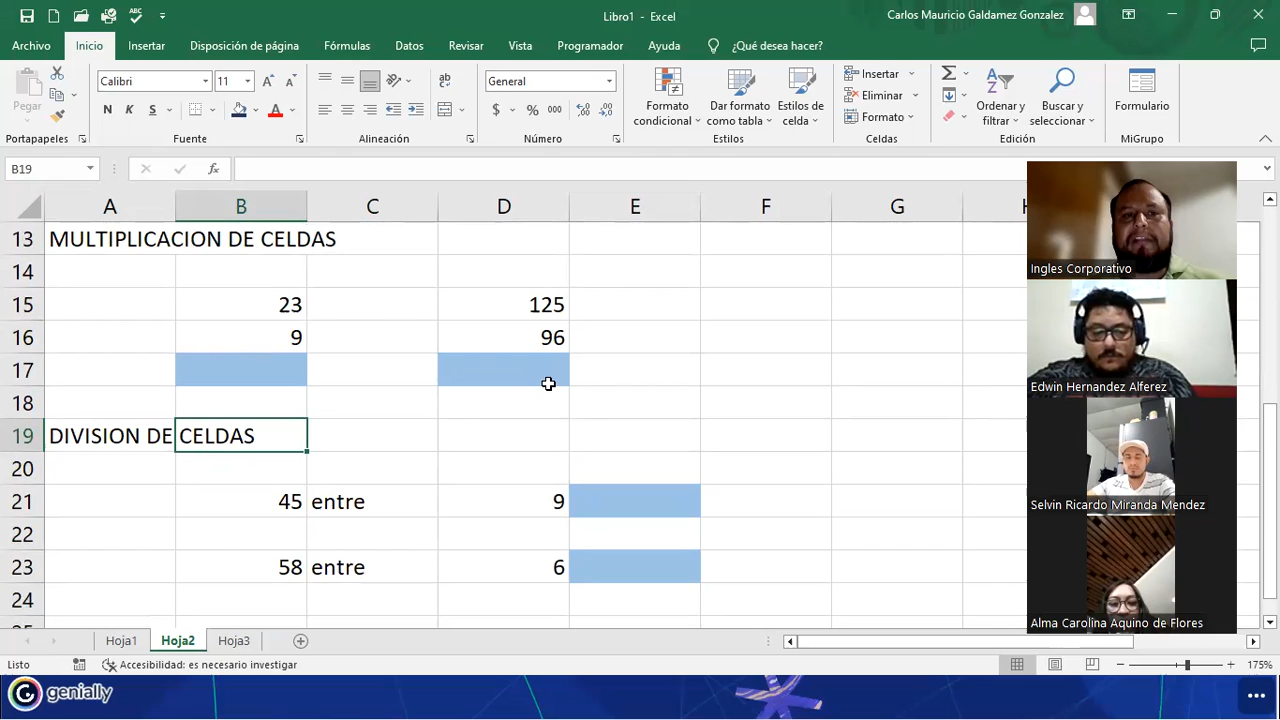 Libro1 - Excel
Carlos Mauricio Galdamez Gonzalez
Archivo Inicio Insertar Disposición de página Fórmulas Datos Revisar Vista Programador Ayuda ¿Qué desea hacer?
Pegar
Calibri 11
N K S
ab
General
$ % 000
Formato condicional
Dar formato como tabla
Estilos de celda
Insertar
Eliminar
Formato
Ordenar y filtrar
Buscar y seleccionar
Formulario
Portapapeles Fuente Alineación Número Estilos Celdas Edición MiGrupo
B19 fx
A B C D E F G H
13 MULTIPLICACION DE CELDAS
14
15 23 125
16 9 96
17
18
19 DIVISION DE CELDAS
20
21 45 entre 9
22
23 58 entre 6
24
Ingles Corporativo
Edwin Hernandez Alferez
Selvin Ricardo Miranda Mendez
Alma Carolina Aquino de Flores
Hoja1 Hoja2 Hoja3
Listo Accesibilidad: es necesario investigar 175%
genially